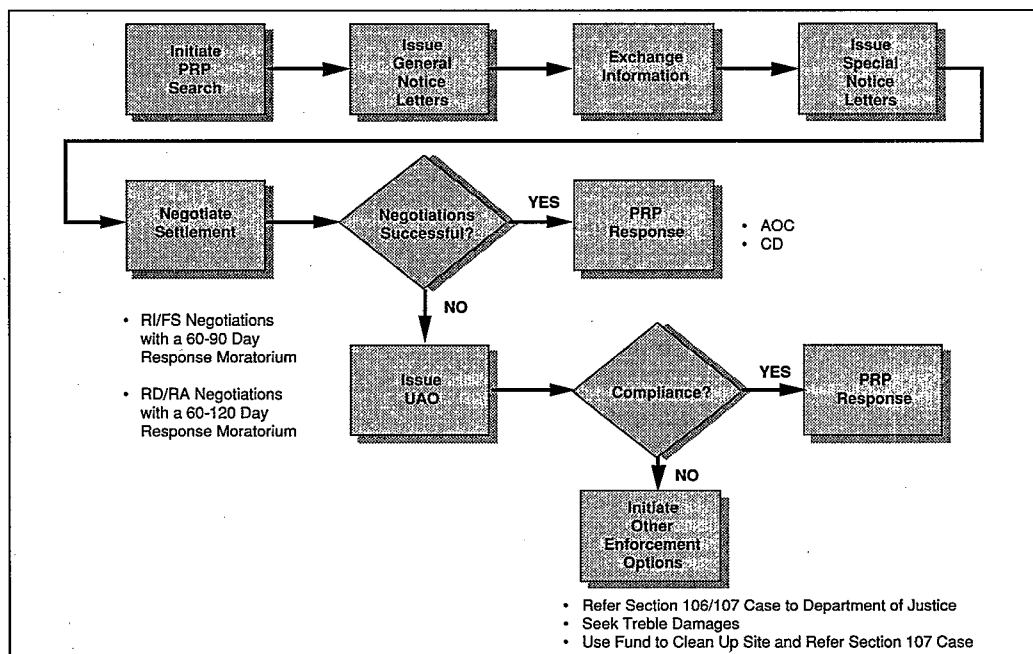 Initiate
PRP
Search
Issue
General
Notice
Letters
Exchange
Information
Issue
Special
Notice
Letters
Negotiate
Settlement
Negotiations
Successful?
YES
PRP
Response
• AOC
• CD
NO
• RI/FS Negotiations
with a 60-90 Day
Response Moratorium
• RD/RA Negotiations
with a 60-120 Day
Response Moratorium
Issue
UAO
Compliance?
YES
PRP
Response
NO
Initiate
Other
Enforcement
Options
• Refer Section 106/107 Case to Department of Justice
• Seek Treble Damages
• Use Fund to Clean Up Site and Refer Section 107 Case